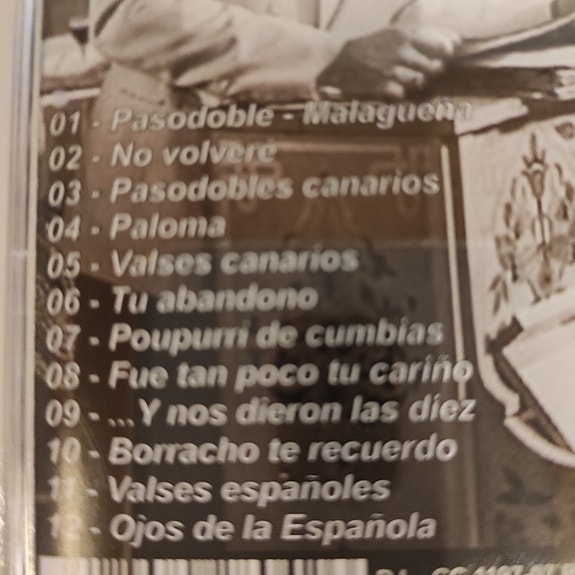 01 - Pasodoble - Malagueña
02 - No volveré
03 - Pasodobles canarios
04 - Paloma
05 - Valses canarios
06 - Tu abandono
07 - Poupurri de cumbias
08 - Fue tan poco tu cariño
09 - ...Y nos dieron las diez
10 - Borracho te recuerdo
11 - Valses españoles
12 - Ojos de la Española